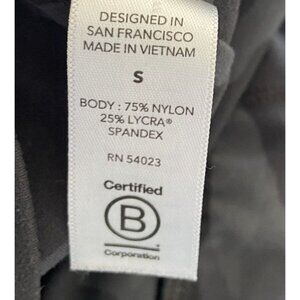 DESIGNED IN
SAN FRANCISCO
MADE IN VIETNAM
S
BODY : 75% NYLON
25% LYCRA®
SPANDEX
RN 54023
Certified
B
Corporation